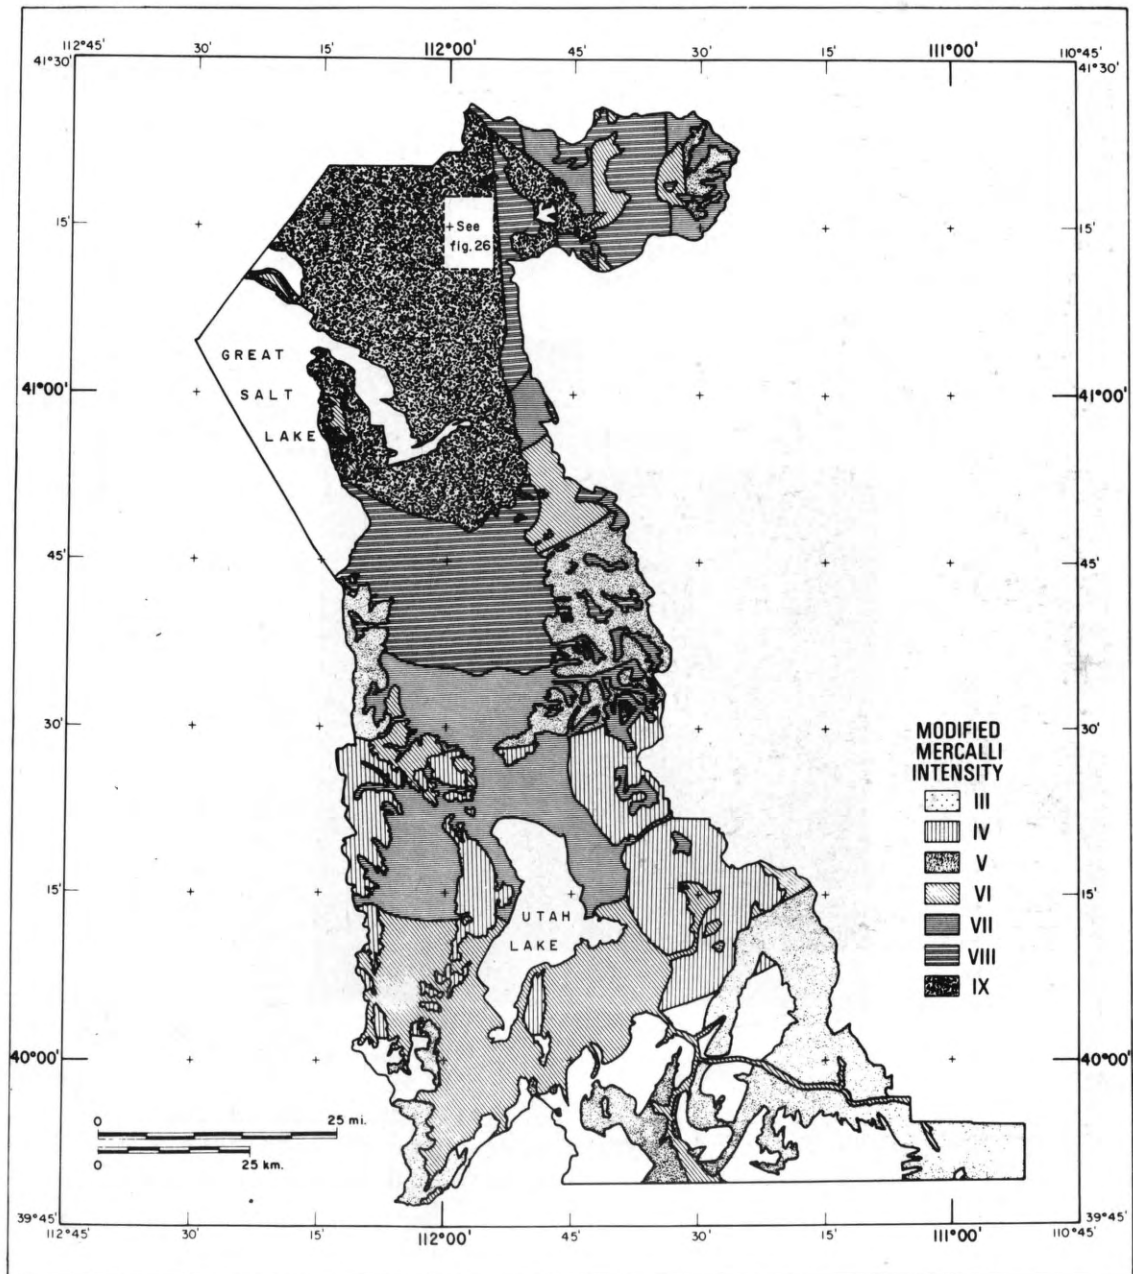 112°45' 30' 15' 112°00' 45' 30' 15' 111°00' 110°45'
41°30' 41°30'
15' 15'
+ See
fig. 26
GREAT
SALT
LAKE
41°00' 41°00'
45' 45'
30' 30'
MODIFIED
MERCALLI
INTENSITY
III
IV
V
VI
VII
VIII
IX
15' 15'
UTAH
LAKE
40°00' 40°00'
0 25 mi.
0 25 km.
39°45' 39°45'
112°45' 30' 15' 112°00' 45' 30' 15' 111°00' 110°45'